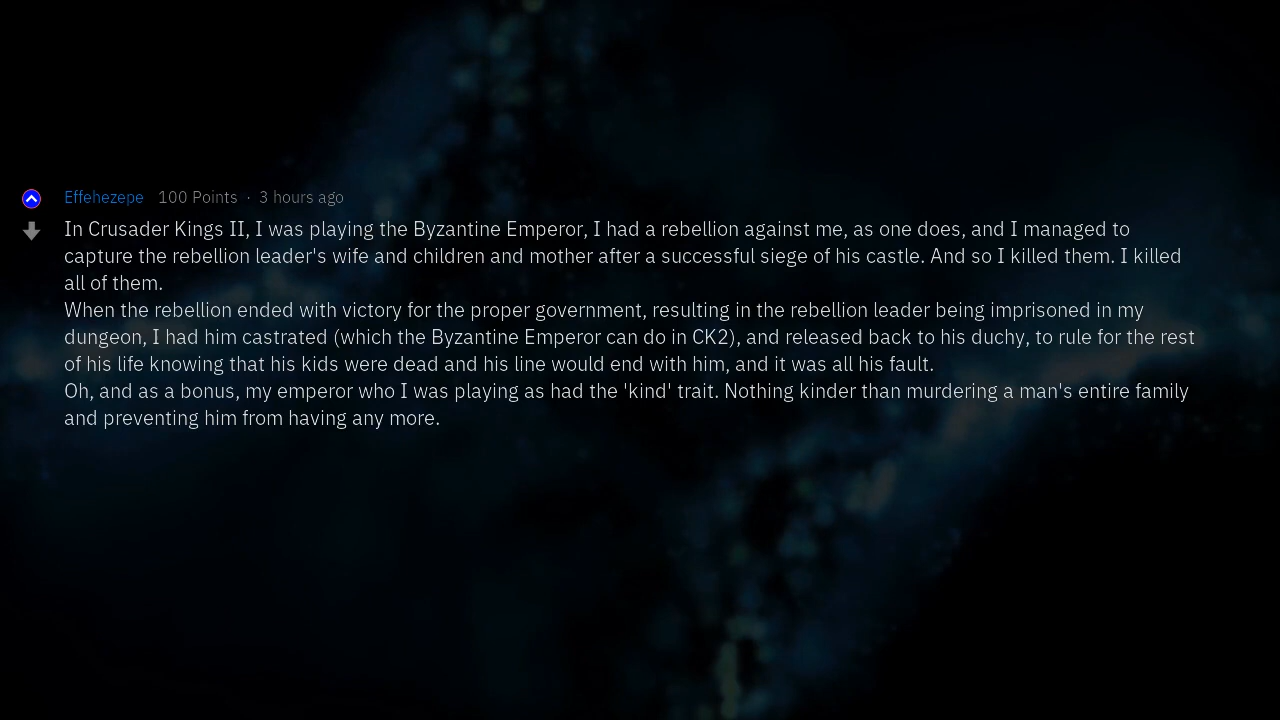 Effehezepe 100 Points · 3 hours ago
In Crusader Kings II, I was playing the Byzantine Emperor, I had a rebellion against me, as one does, and I managed to
capture the rebellion leader's wife and children and mother after a successful siege of his castle. And so I killed them. I killed
all of them.
When the rebellion ended with victory for the proper government, resulting in the rebellion leader being imprisoned in my
dungeon, I had him castrated (which the Byzantine Emperor can do in CK2), and released back to his duchy, to rule for the rest
of his life knowing that his kids were dead and his line would end with him, and it was all his fault.
Oh, and as a bonus, my emperor who I was playing as had the 'kind' trait. Nothing kinder than murdering a man's entire family
and preventing him from having any more.